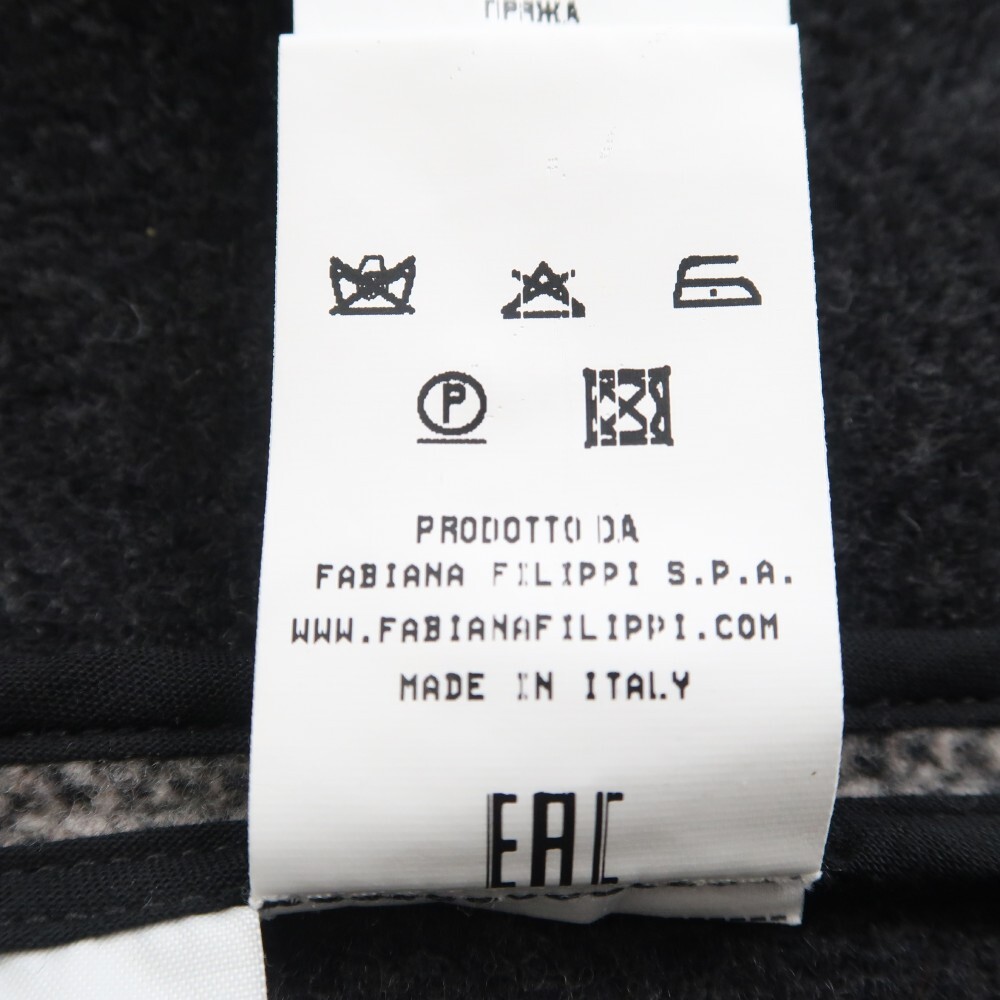 ПРЯЖА
P
PRODOTTO DA
FABIANA FILIPPI S.P.A.
WWW.FABIANAFILIPPI.COM
MADE IN ITALY
EAC